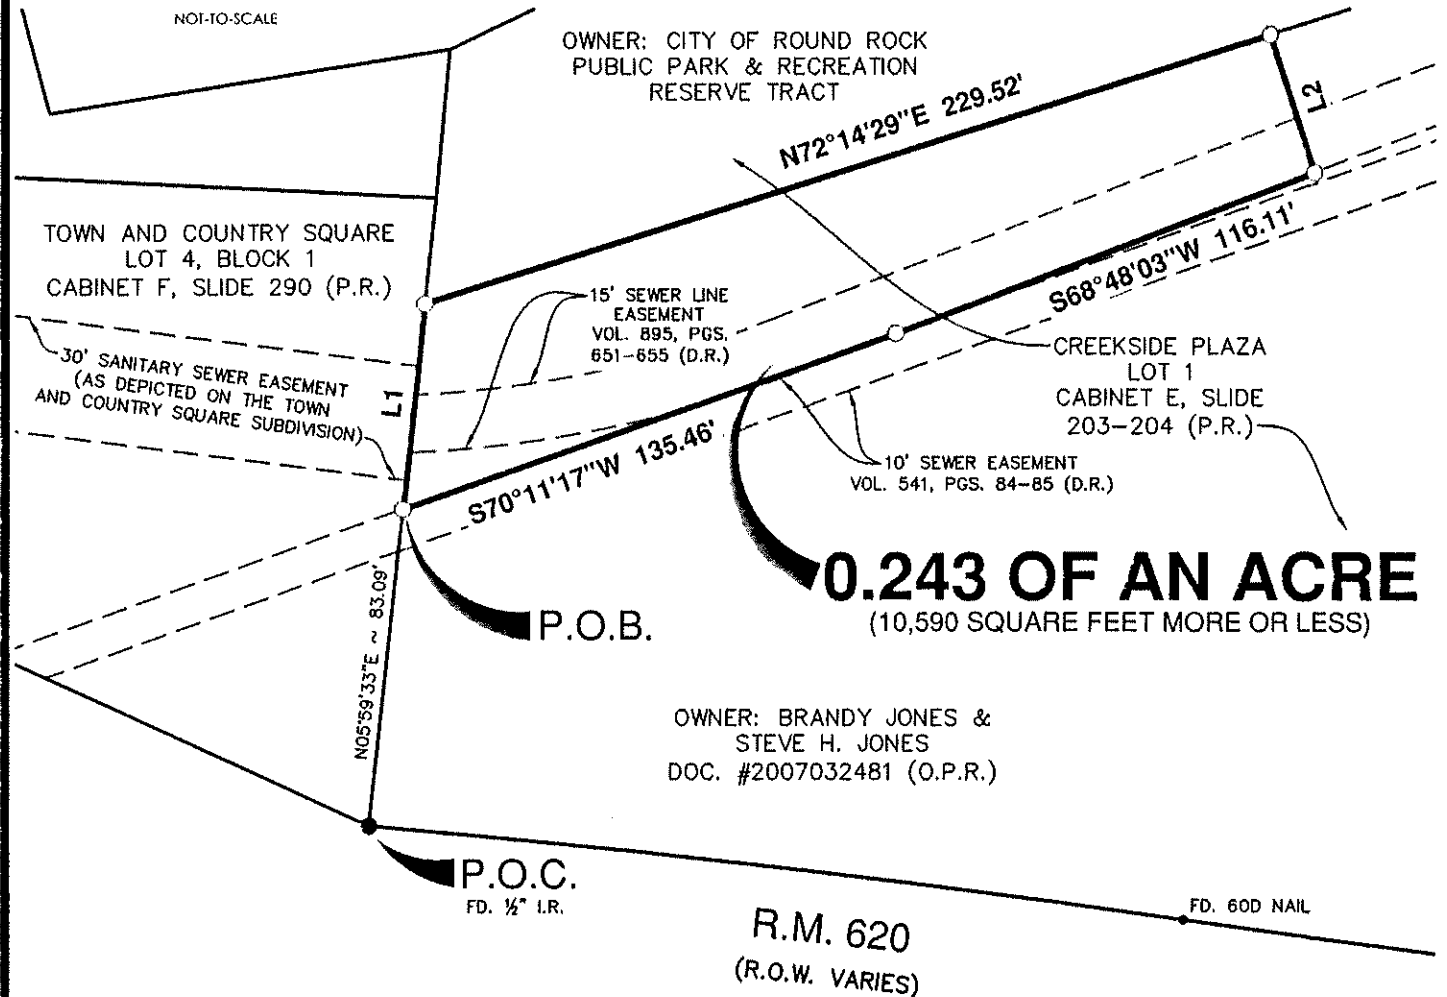 NOT-TO-SCALE
OWNER: CITY OF ROUND ROCK
PUBLIC PARK & RECREATION
RESERVE TRACT
N72°14'29"E 229.52'
L2
TOWN AND COUNTRY SQUARE
LOT 4, BLOCK 1
CABINET F, SLIDE 290 (P.R.)
15' SEWER LINE
EASEMENT
VOL. 895, PGS.
651-655 (D.R.)
S68°48'03"W 116.11'
30' SANITARY SEWER EASEMENT
(AS DEPICTED ON THE TOWN
AND COUNTRY SQUARE SUBDIVISION)
L1
CREEKSIDE PLAZA
LOT 1
CABINET E, SLIDE
203-204 (P.R.)
S70°11'17"W 135.46'
10' SEWER EASEMENT
VOL. 541, PGS. 84-85 (D.R.)
0.243 OF AN ACRE
(10,590 SQUARE FEET MORE OR LESS)
P.O.B.
N05°59'33"E ~ 83.09'
OWNER: BRANDY JONES &
STEVE H. JONES
DOC. #2007032481 (O.P.R.)
P.O.C.
FD. ½" I.R.
FD. 60D NAIL
R.M. 620
(R.O.W. VARIES)